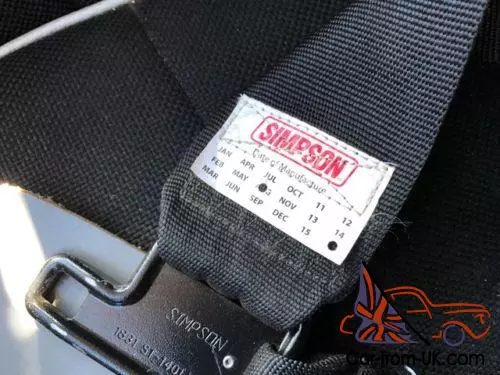 SIMPSON
Date of Manufacture
JAN APR JUL OCT 11 12
FEB MAY NOV 13 14
MAR JUN SEP DEC 15
SIMPSON
Car-from-UK.com